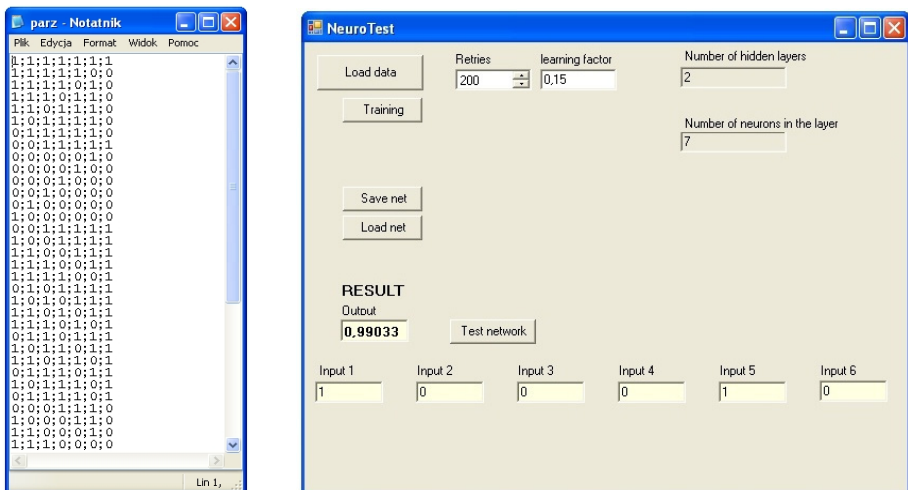 parz - Notatnik
Plik Edycja Format Widok Pomoc
1;1;1;1;1;1;1
1;1;1;1;1;0;0
1;1;1;1;0;1;0
1;1;1;0;1;1;0
1;1;0;1;1;1;0
1;0;1;1;1;1;0
0;1;1;1;1;1;0
0;0;1;1;1;1;1
0;0;0;0;0;1;0
0;0;0;0;1;0;0
0;0;0;1;0;0;0
0;0;1;0;0;0;0
0;1;0;0;0;0;0
1;0;0;0;0;0;0
0;0;1;1;1;1;1
1;1;0;0;1;1;1
1;1;1;1;0;0;1
1;1;1;0;0;1;1
0;1;0;1;1;1;1
1;0;1;0;1;1;1
1;1;0;1;0;1;1
1;1;1;0;1;0;1
0;1;1;0;1;1;1
1;0;1;1;0;1;1
1;1;0;1;1;0;1
0;1;1;1;0;1;1
1;0;1;1;1;0;1
0;1;1;1;1;0;1
0;0;0;1;1;1;0
1;0;0;0;1;1;0
1;1;0;0;0;1;0
1;1;1;0;0;0;0
Lin 1,
NeuroTest
Load data
Retries
200
learning factor
0,15
Number of hidden layers
2
Training
Number of neurons in the layer
7
Save net
Load net
RESULT
Output
0,99033
Test network
Input 1 Input 2 Input 3 Input 4 Input 5 Input 6
1 0 0 0 1 0